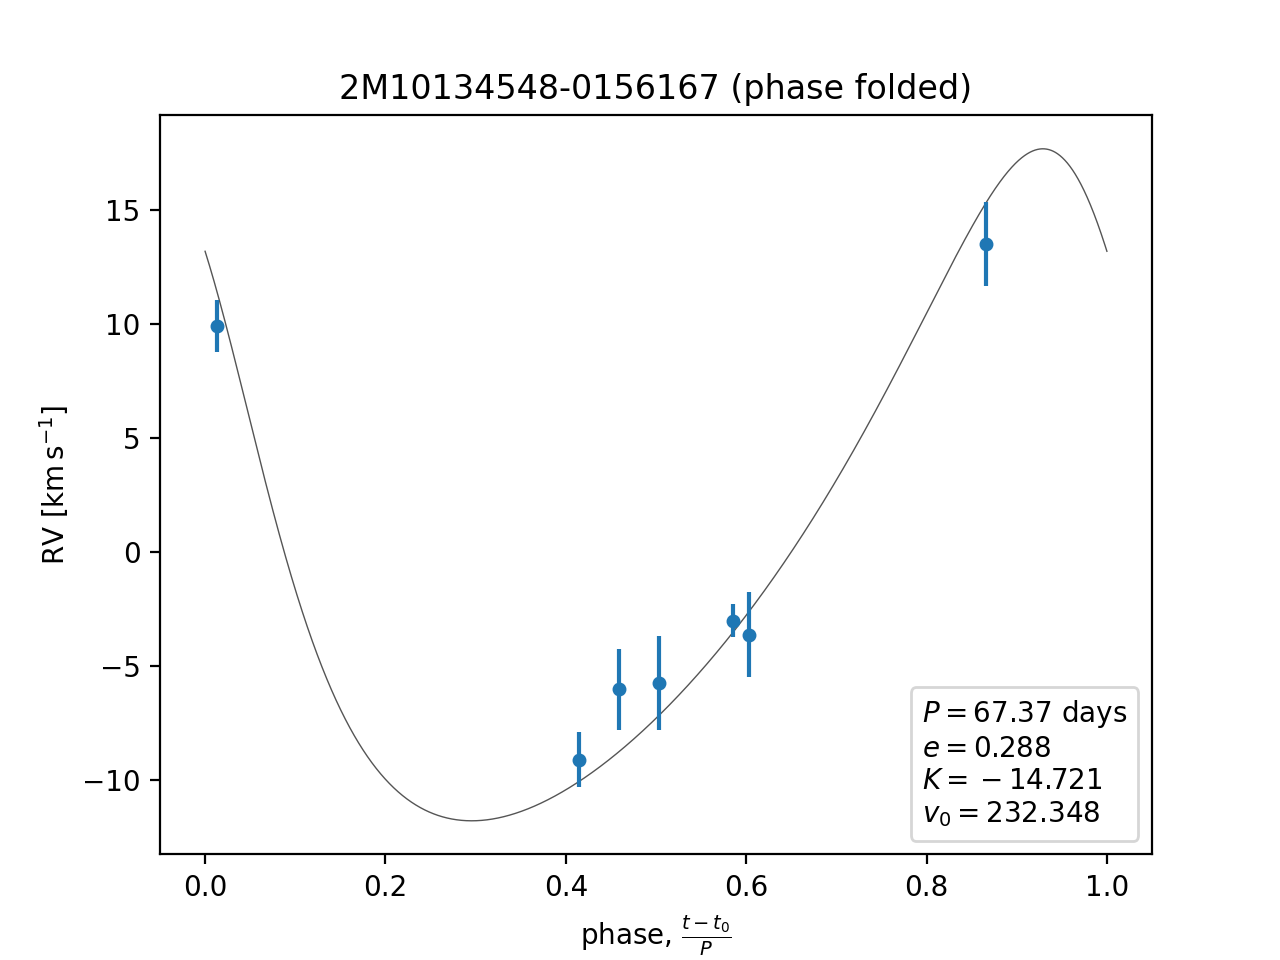 2M10134548-0156167 (phase folded)
RV [km s⁻¹]
15
10
5
0
−5
−10
P = 67.37 days
e = 0.288
K = − 14.721
v₀ = 232.348
0.0 0.2 0.4 0.6 0.8 1.0
phase, (t − t₀)/P